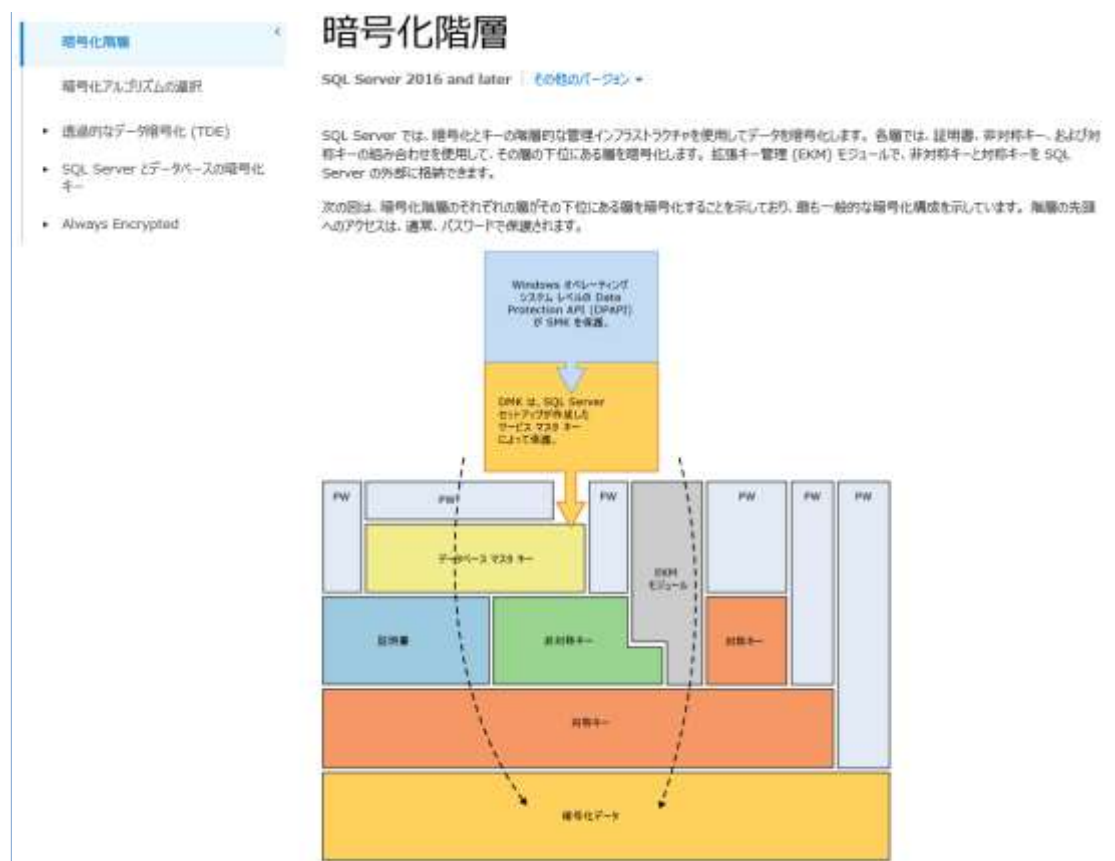 暗号化階層
暗号化アルゴリズムの選択
透過的なデータ暗号化 (TDE)
SQL Server とデータベースの暗号化
キー
Always Encrypted
暗号化階層
SQL Server 2016 and later その他のバージョン
SQL Server では、暗号化とキーの階層的な管理インフラストラクチャを使用してデータを暗号化します。 各層では、証明書、非対称キー、および対
称キーの組み合わせを使用して、その層の下位にある層を暗号化します。拡張キー管理 (EKM) モジュールで、非対称キーと対称キーを SQL
Server の外部に格納できます。
次の図は、暗号化階層のそれぞれの層がその下位にある層を暗号化することを示しており、最も一般的な暗号化構成を示しています。 階層の先頭
へのアクセスは、通常、パスワードで保護されます。
Windows オペレーティング
システム レベルの Data
Protection API (DPAPI)
が SMK を保護。
DMK は、SQL Server
セットアップが作成した
サービス マスタ キー
によって保護。
PW
PW
PW
PW
PW
PW
データベース マスタ キー
EKM
モジュール
証明書
非対称キー
対称キー
対称キー
暗号化データ